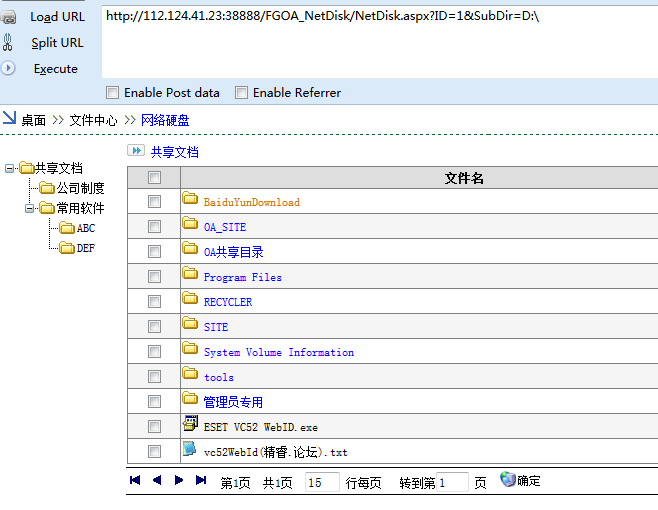 Load URL
http://112.124.41.23:38888/FGOA_NetDisk/NetDisk.aspx?ID=1&SubDir=D:\
Split URL
Execute
Enable Post data Enable Referrer
桌面 >> 文件中心 >> 网络硬盘
共享文档
公司制度
常用软件
ABC
DEF
共享文档
文件名
BaiduYunDownload
OA_SITE
OA共享目录
Program Files
RECYCLER
SITE
System Volume Information
tools
管理员专用
ESET VC52 WebID.exe
vc52WebId(精睿.论坛).txt
第1页 共1页 15 行每页 转到第1 页 确定